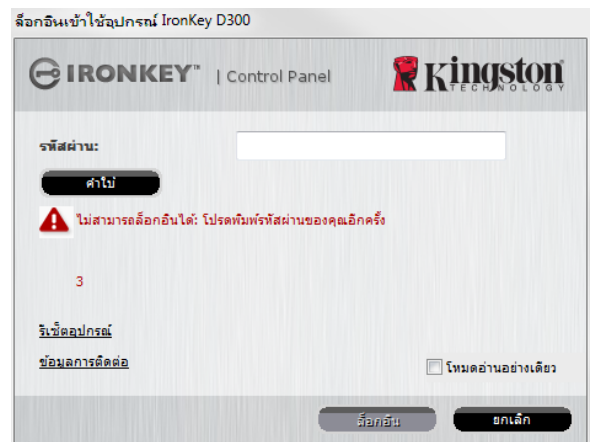 ล็อกอินเข้าใช้อุปกรณ์ IronKey D300
IRONKEY™ | Control Panel
Kingston
TECHNOLOGY
รหัสผ่าน:
คำใบ้
ไม่สามารถล็อกอินได้: โปรดพิมพ์รหัสผ่านของคุณอีกครั้ง
3
รีเซ็ตอุปกรณ์
ข้อมูลการติดต่อ
โหมดอ่านอย่างเดียว
ล็อกอิน
ยกเลิก